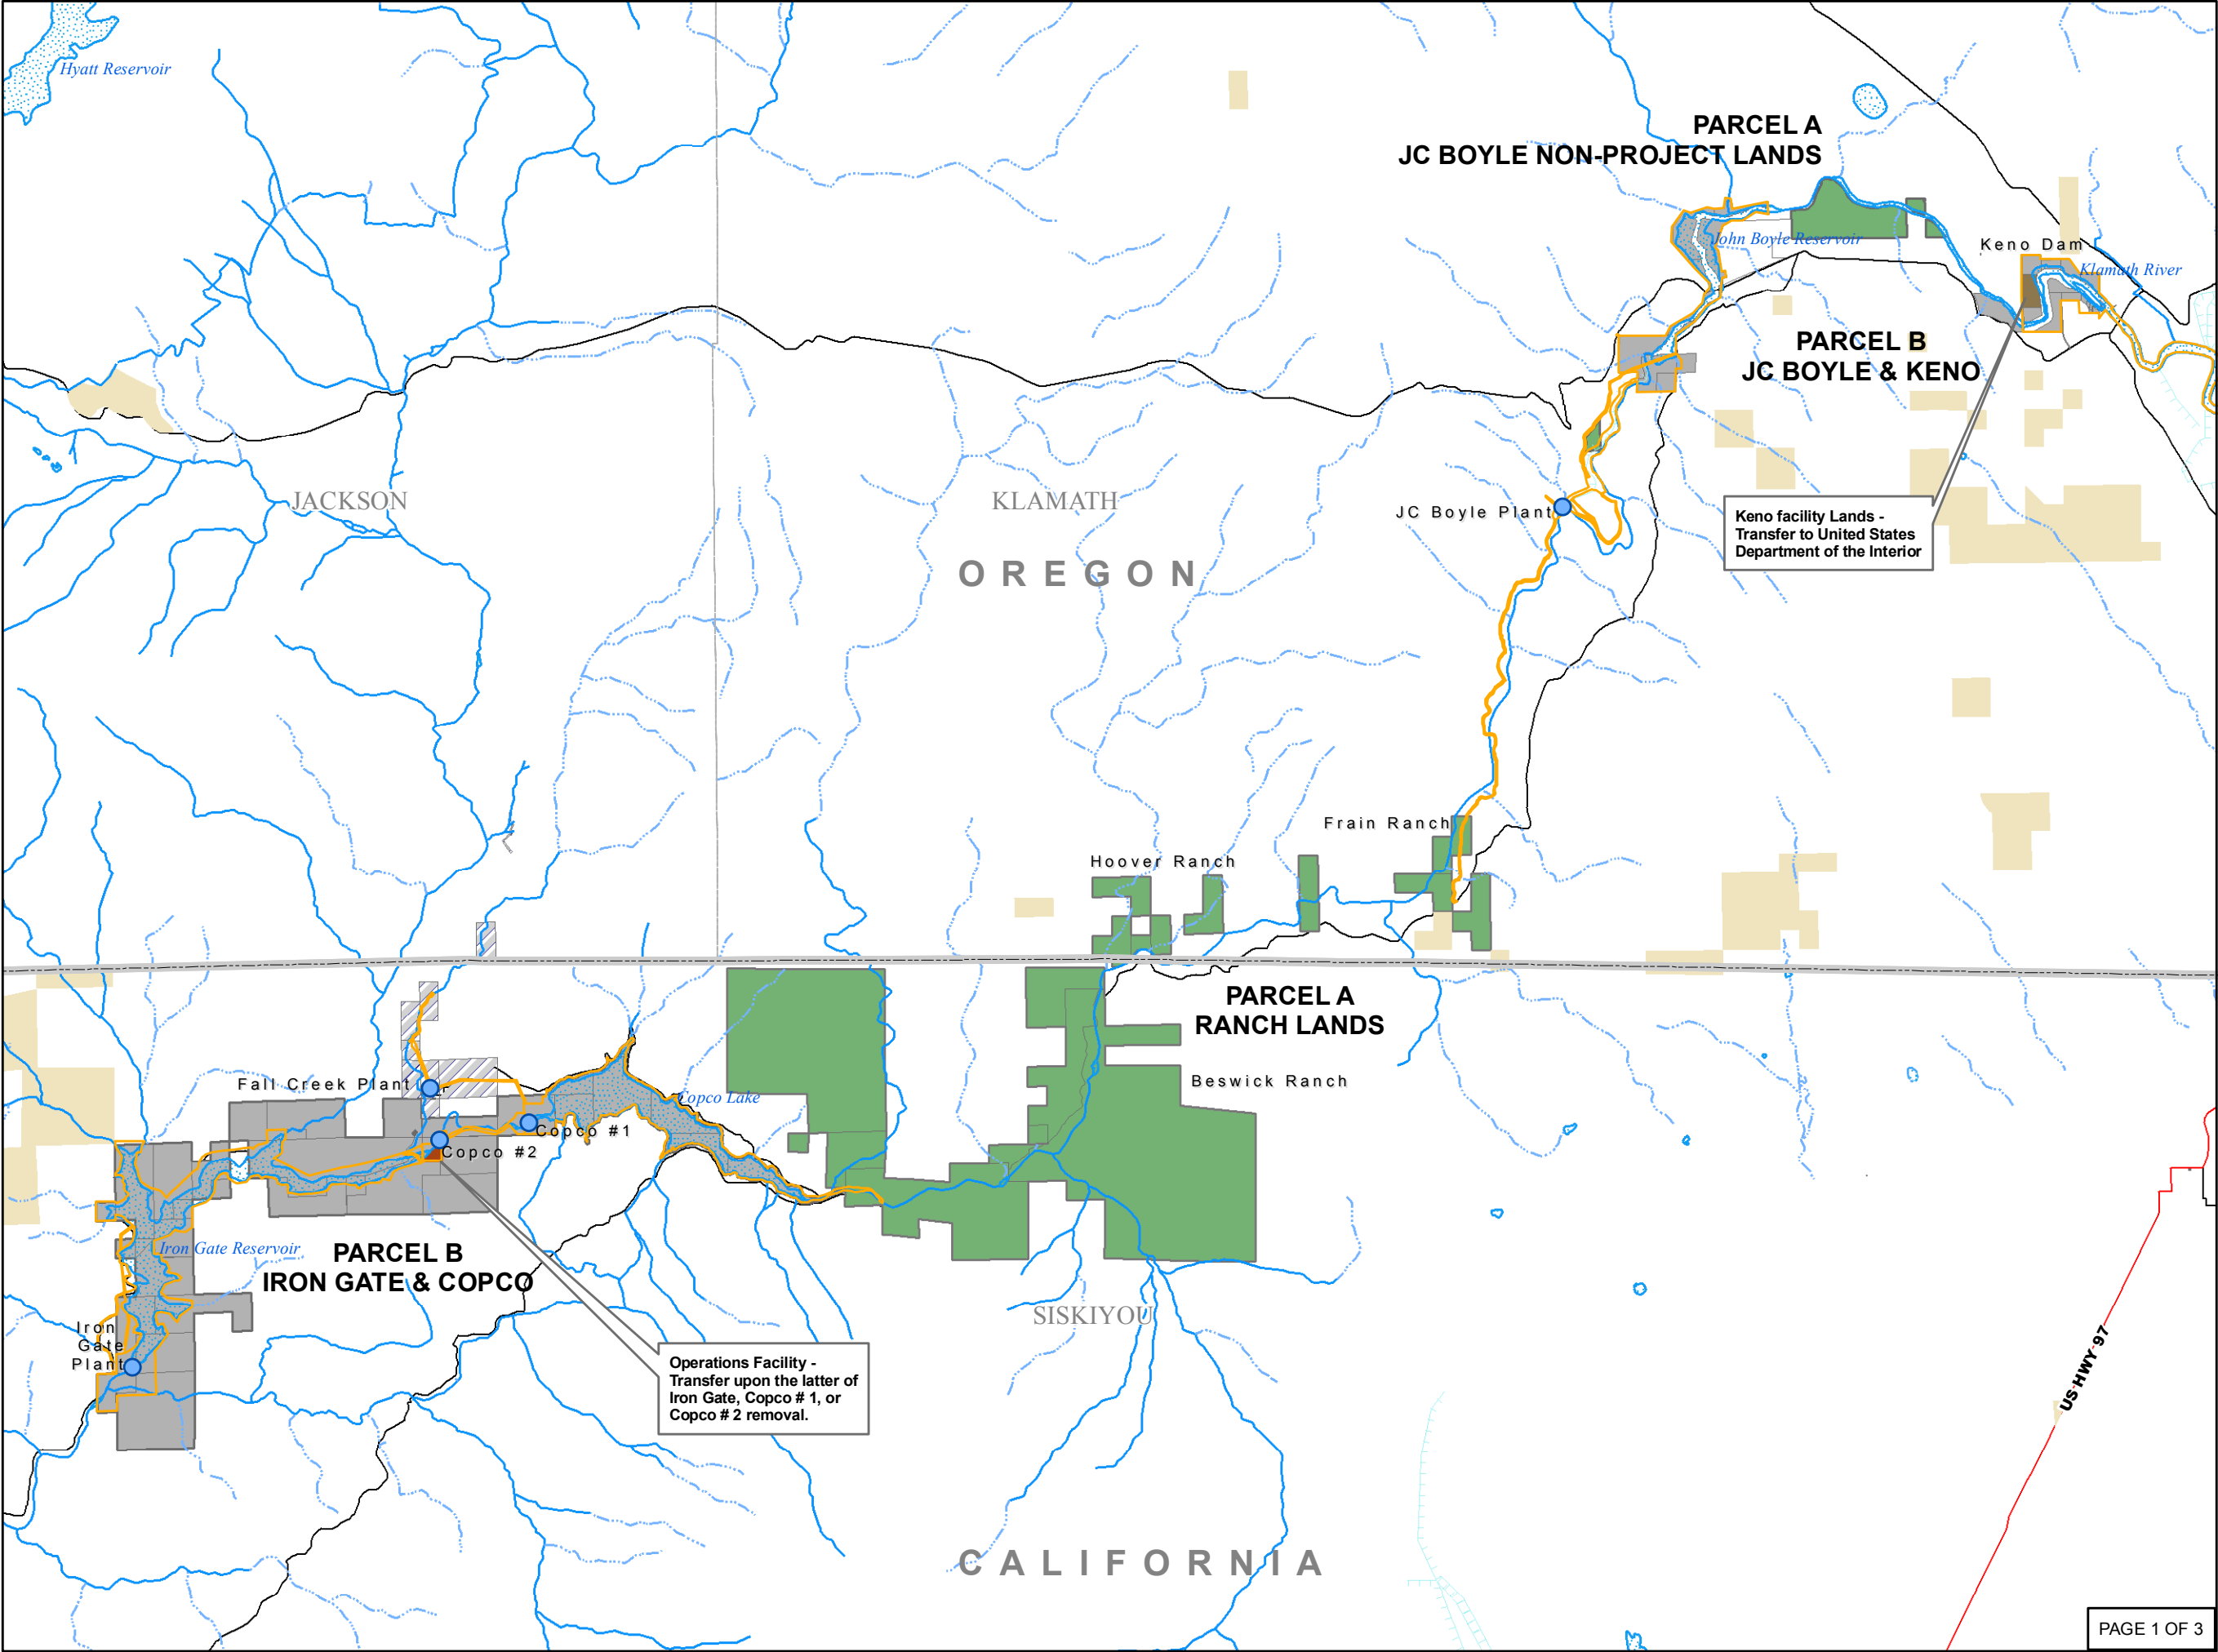 Hyatt Reservoir
PARCEL A
JC BOYLE NON-PROJECT LANDS
John Boyle Reservoir
Keno Dam
Klamath River
PARCEL B
JC BOYLE & KENO
JACKSON
KLAMATH
JC Boyle Plant
Keno facility Lands -
Transfer to United States
Department of the Interior
OREGON
Frain Ranch
Hoover Ranch
PARCEL A
RANCH LANDS
Beswick Ranch
Fall Creek Plant
Copco Lake
Copco #1
Copco #2
Iron Gate Reservoir
PARCEL B
IRON GATE & COPCO
SISKIYOU
Iron
Gate
Plant
Operations Facility -
Transfer upon the latter of
Iron Gate, Copco # 1, or
Copco # 2 removal.
US HWY 97
CALIFORNIA
PAGE 1 OF 3